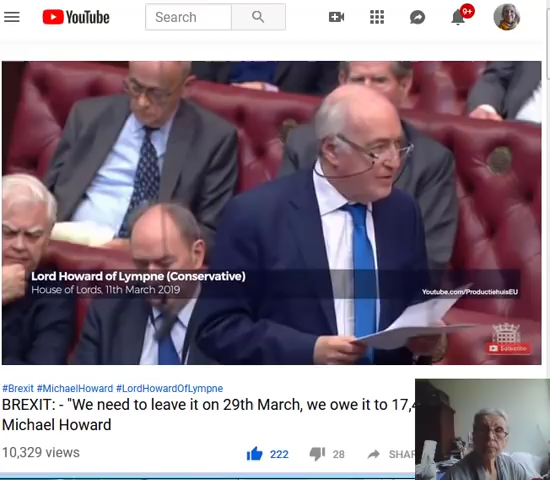 YouTube
Search
9+
Lord Howard of Lympne (Conservative)
House of Lords, 11th March 2019
Youtube.com/ProductiehuisEU
Subscribe
#Brexit #MichaelHoward #LordHowardOfLympne
BREXIT: - "We need to leave it on 29th March, we owe it to 17,4
Michael Howard
10,329 views
222
28
SHAR